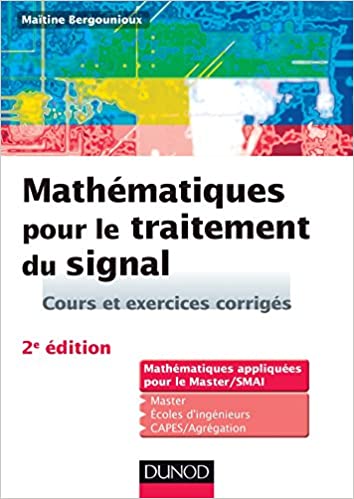 Maïtine Bergounioux
Mathématiques
pour le traitement
du signal
Cours et exercices corrigés
2e édition
Mathématiques appliquées
pour le Master/SMAI
Master
Écoles d'ingénieurs
CAPES/Agrégation
DUNOD